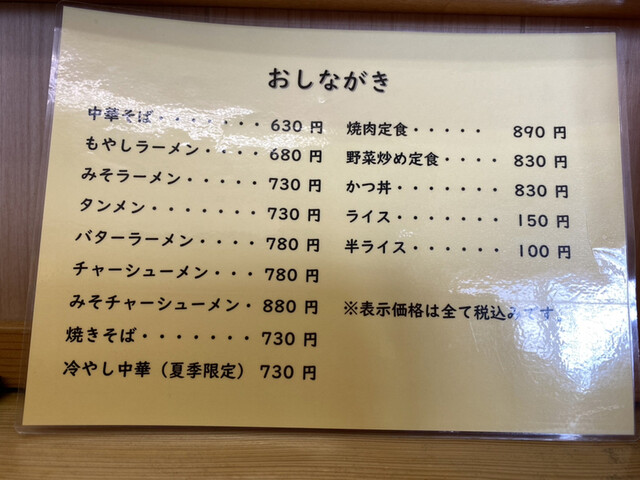 おしながき
中華そば・・・・・・・ 630 円
もやしラーメン・・・・ 680 円
みそラーメン・・・・・ 730 円
タンメン・・・・・・・ 730 円
バターラーメン・・・・ 780 円
チャーシューメン・・・ 780 円
みそチャーシューメン・ 880 円
焼きそば・・・・・・・ 730 円
冷やし中華（夏季限定） 730 円
焼肉定食・・・・・ 890 円
野菜炒め定食・・・・ 830 円
かつ丼・・・・・・・ 830 円
ライス・・・・・・・ 150 円
半ライス・・・・・・ 100 円
※表示価格は全て税込みです